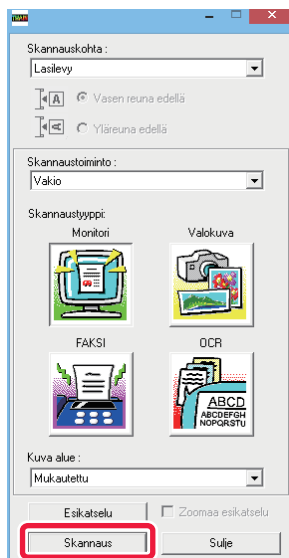 Skannauskohta :
Lasilevy
A Vasen reuna edellä
A Yläreuna edellä
Skannaustoiminto :
Vakio
Skannaustyyppi:
Monitori Valokuva
FAKSI OCR
ABCD
ABCDEFGH
NOPQRSTU
Kuva alue :
Mukautettu
Esikatselu Zoomaa esikatselu
Skannaus Sulje